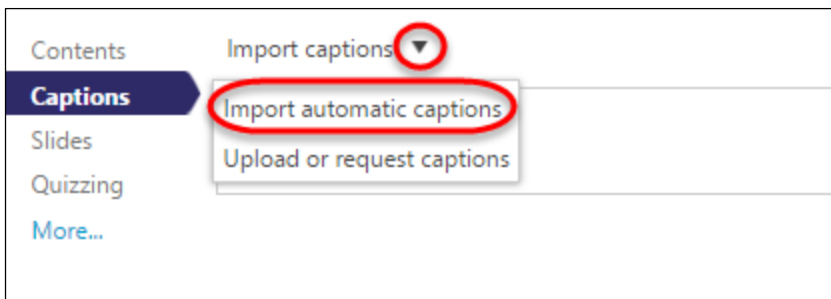 Contents
Import captions
Captions
Import automatic captions
Slides
Upload or request captions
Quizzing
More...